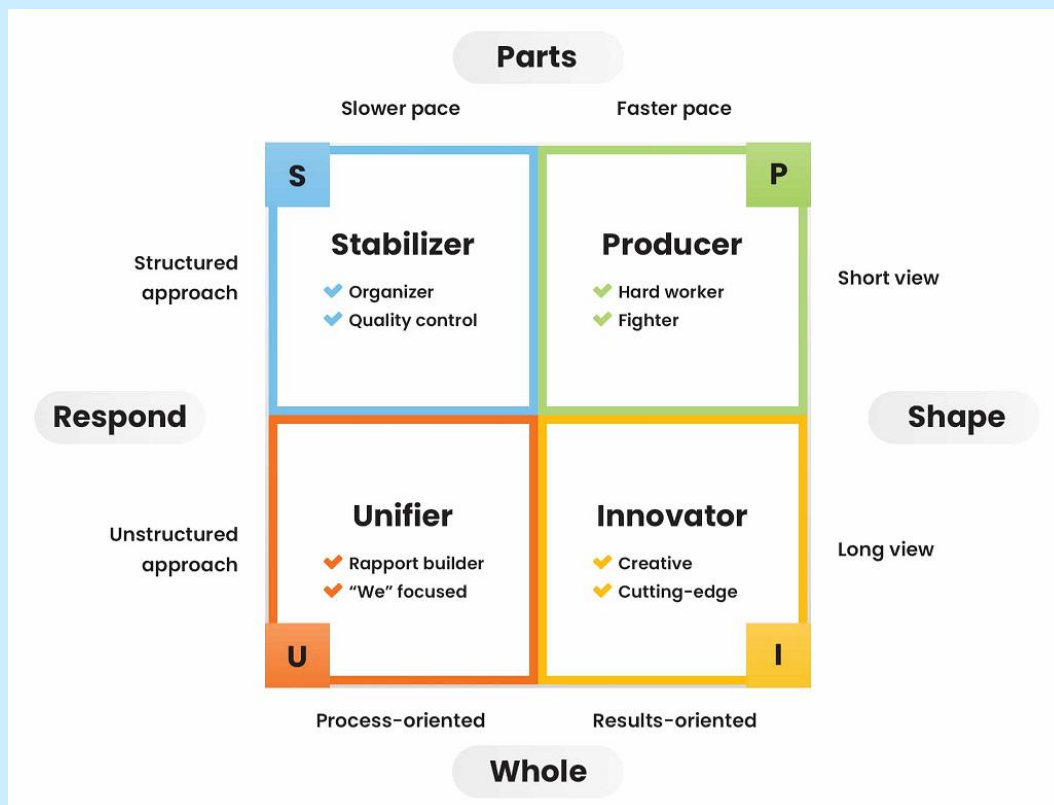 Parts
Slower pace
Faster pace
S
P
Stabilizer
Organizer
Quality control
Producer
Hard worker
Fighter
Structured
approach
Short view
Respond
Shape
Unifier
Rapport builder
“We” focused
Innovator
Creative
Cutting-edge
Unstructured
approach
Long view
U
I
Process-oriented
Results-oriented
Whole